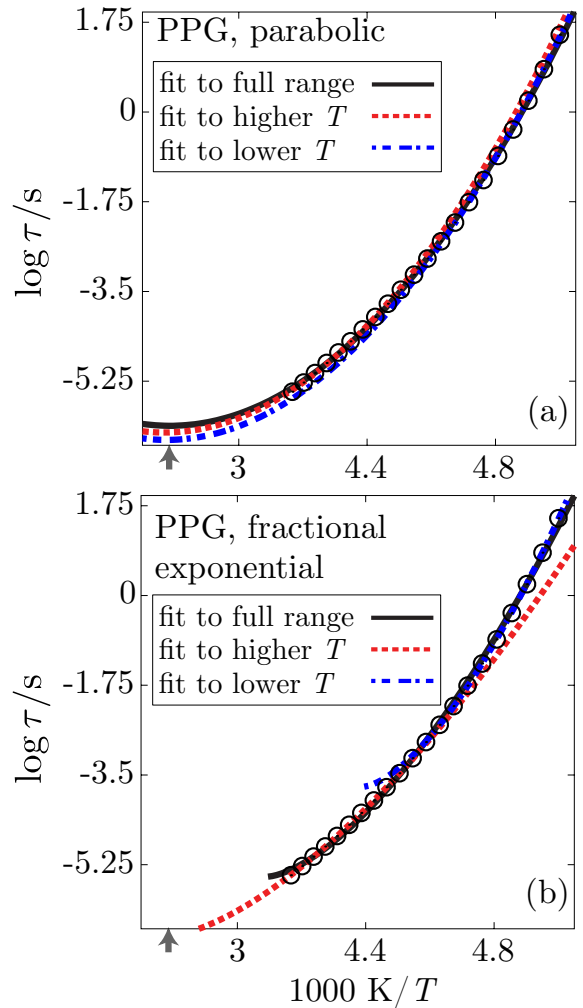 1.75
PPG, parabolic
fit to full range
fit to higher T
fit to lower T
0
-1.75
-3.5
-5.25
log τ/s
(a)
3
4.4
4.8
1.75
PPG, fractional
exponential
fit to full range
fit to higher T
fit to lower T
0
-1.75
-3.5
-5.25
log τ/s
(b)
3
4.4
4.8
1000 K/T